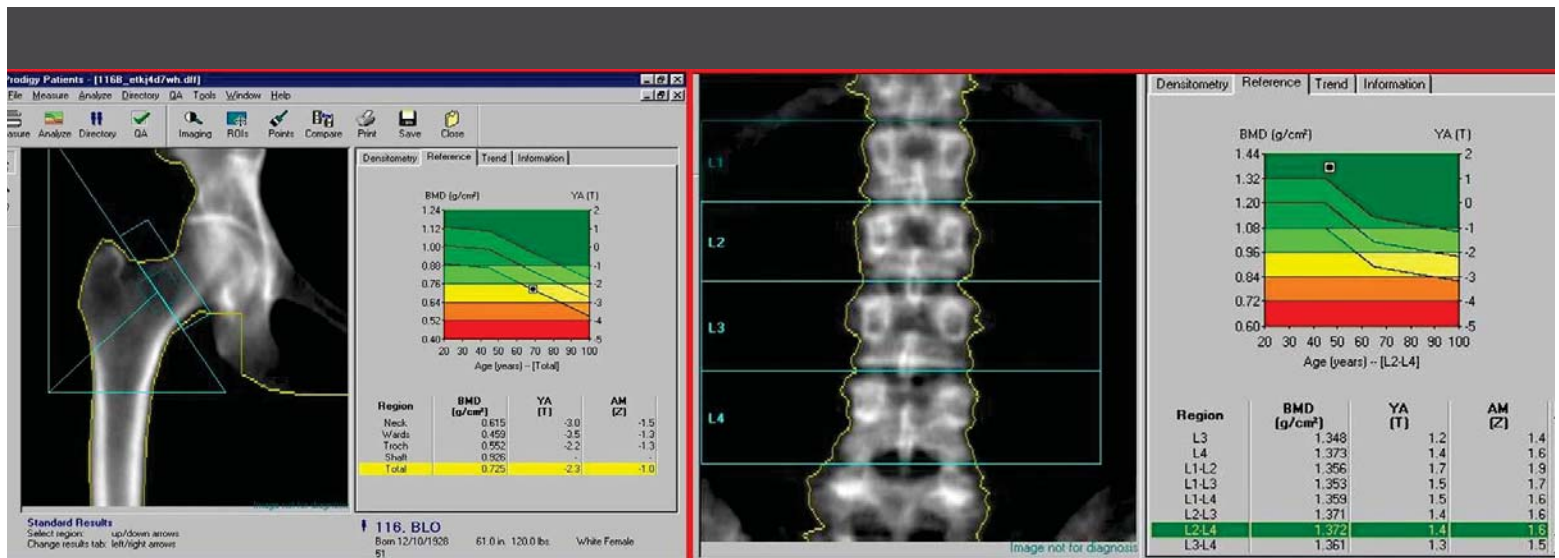 Prodigy Patients - [1168_etkj4d7wh.dff]
File Measure Analyze Directory QA Tools Window Help
Analyze Directory QA Imaging ROIs Points Compare Print Save Close
Densitometry Reference Trend Information
BMD (g/cm²) YA (T)
1.24 2
1.12 1
1.00 0
0.88 -1
0.76 -2
0.64 -3
0.52 -4
0.40 -5
20 30 40 50 60 70 80 90 100
Age (years) -- [Total]
Region BMD (g/cm²) YA (T) AM (Z)
Neck 0.615 -3.0 -1.5
Wards 0.459 -3.5 -1.3
Troch 0.552 -2.2 -1.3
Shaft 0.926 - -
Total 0.725 -2.3 -1.0
Image not for diagnosis
Standard Results
Select region: up/down arrows
Change results tab: left/right arrows
116, BLO
Born 12/10/1928 61.0 in. 120.0 lbs. White Female
51
L1
L2
L3
L4
Image not for diagnosis
Densitometry Reference Trend Information
BMD (g/cm²) YA (T)
1.44 2
1.32 1
1.20 0
1.08 -1
0.96 -2
0.84 -3
0.72 -4
0.60 -5
20 30 40 50 60 70 80 90 100
Age (years) -- [L2-L4]
Region BMD (g/cm²) YA (T) AM (Z)
L3 1.348 1.2 1.4
L4 1.373 1.4 1.6
L1-L2 1.356 1.7 1.9
L1-L3 1.353 1.5 1.7
L1-L4 1.359 1.5 1.6
L2-L3 1.371 1.4 1.6
L2-L4 1.372 1.4 1.6
L3-L4 1.361 1.3 1.5